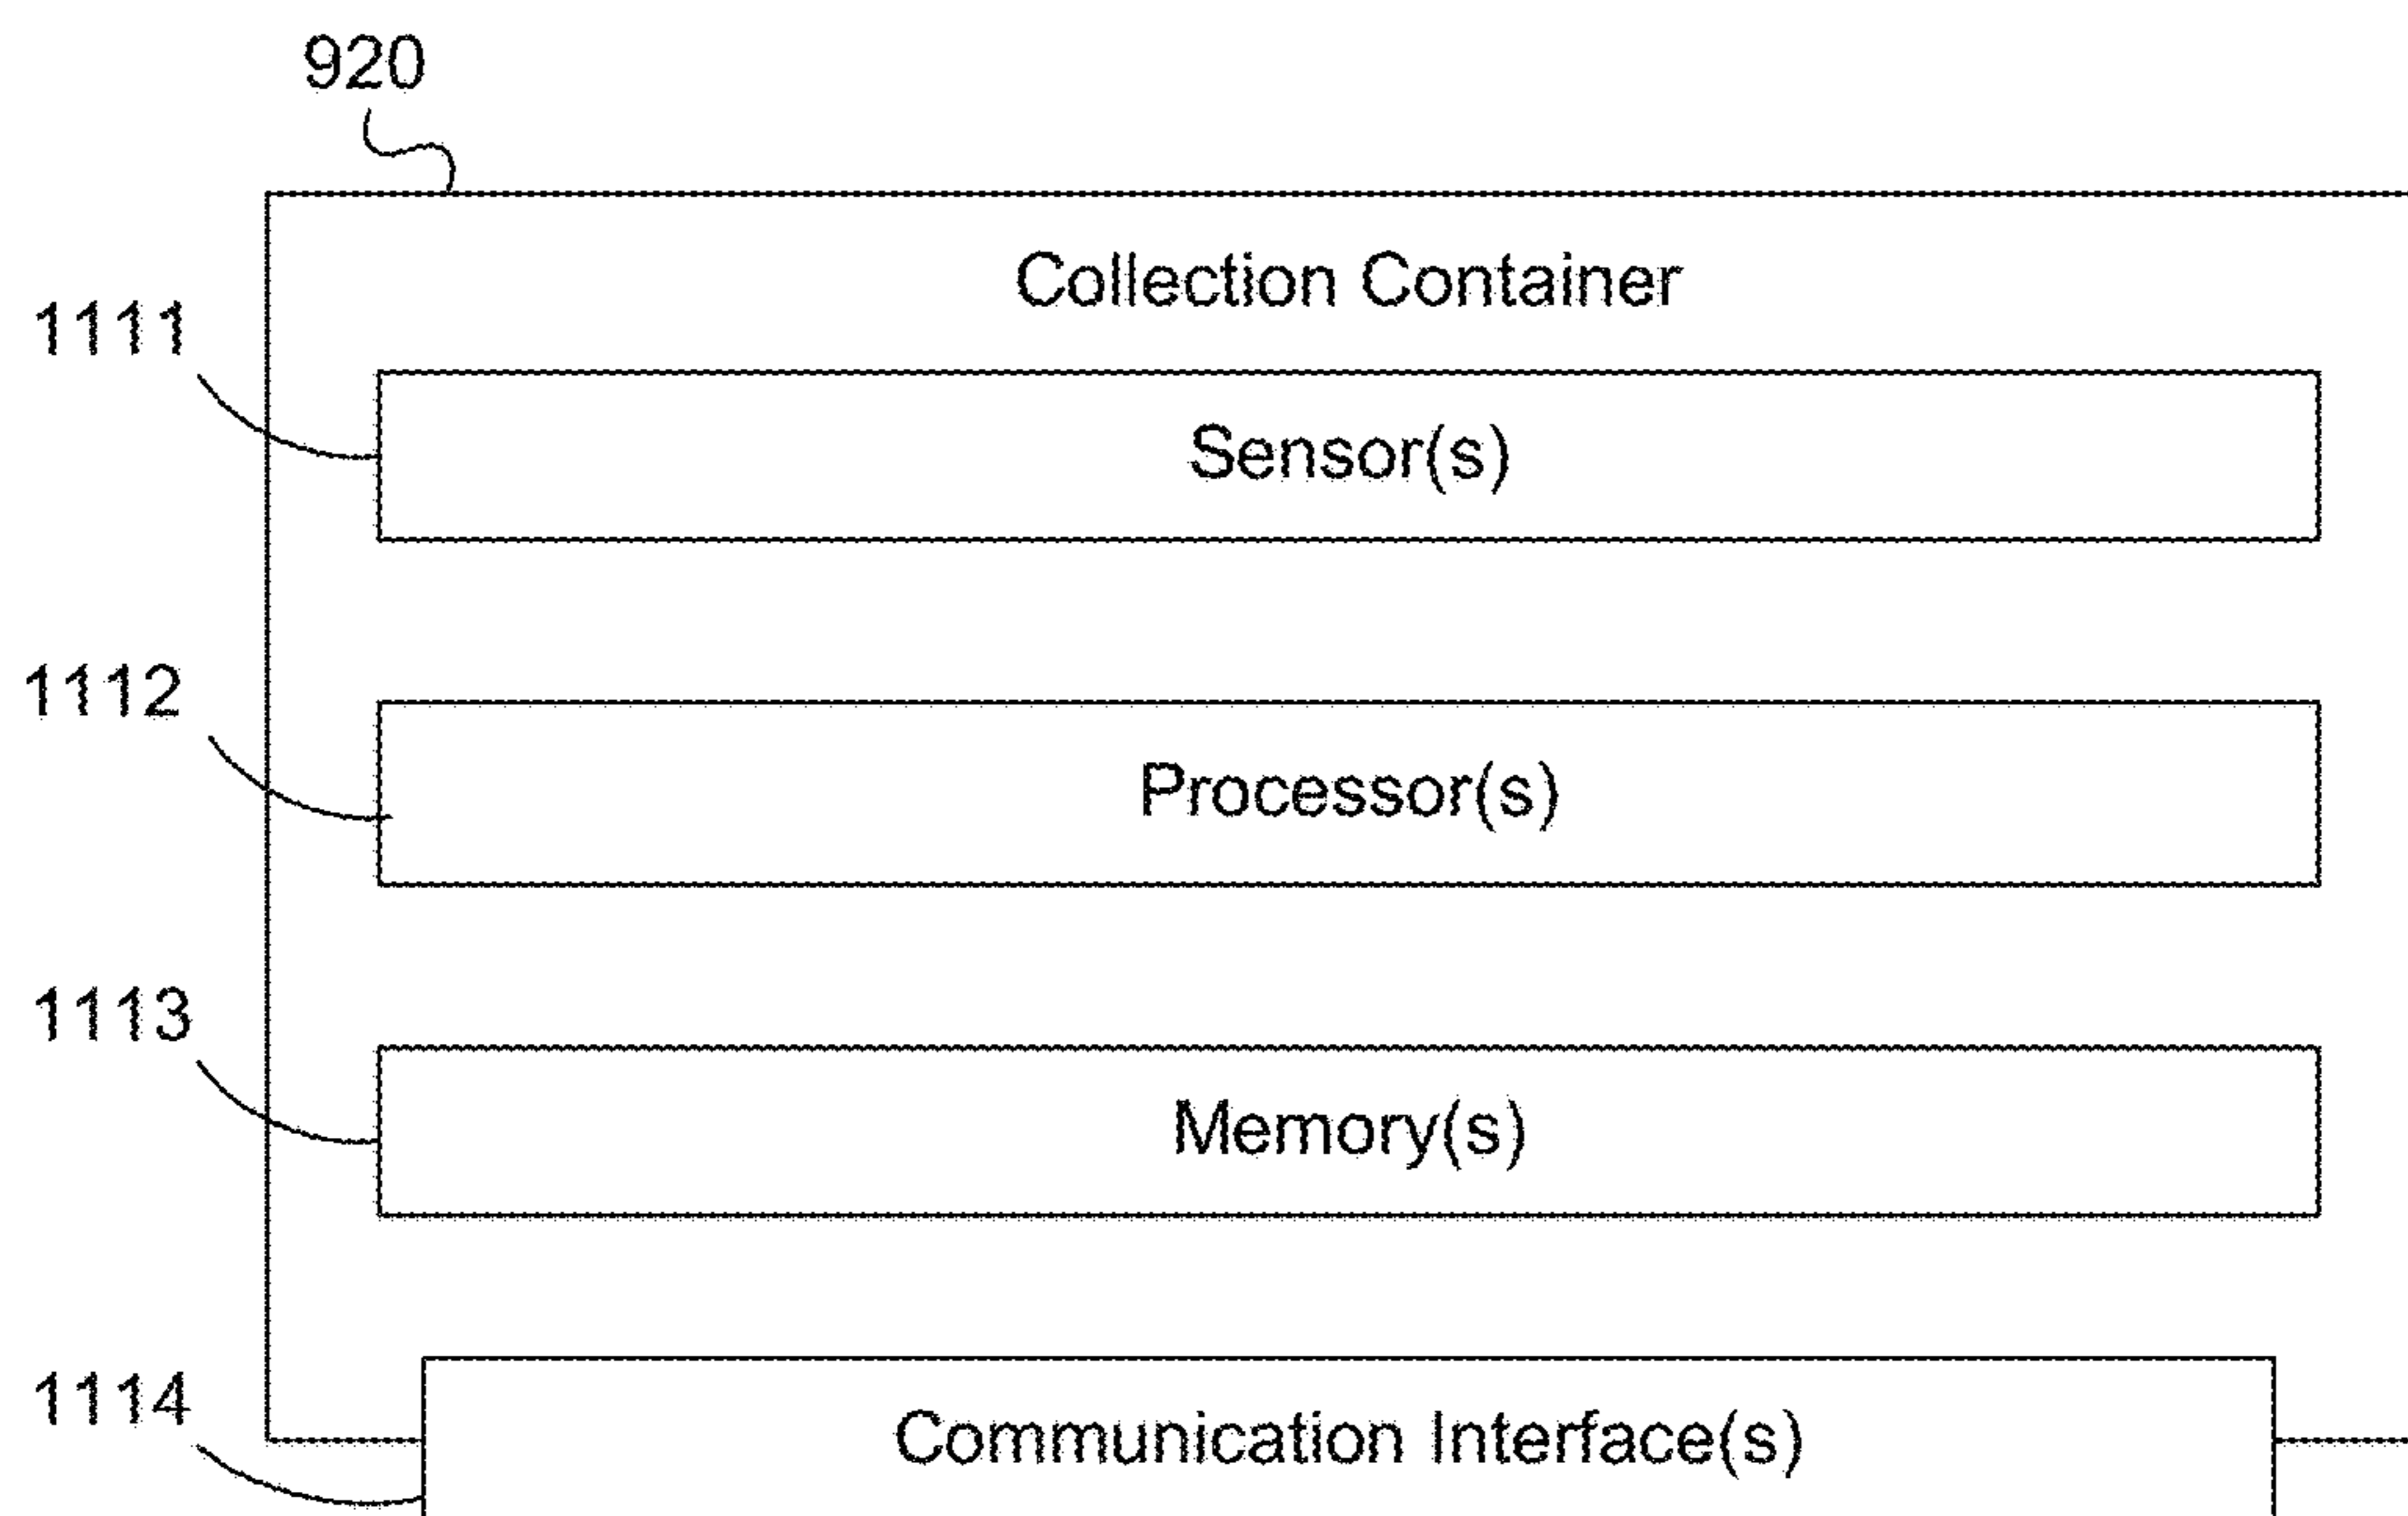 920
Collection Container
1111
Sensor(s)
1112
Processor(s)
1113
Memory(s)
1114
Communication Interface(s)